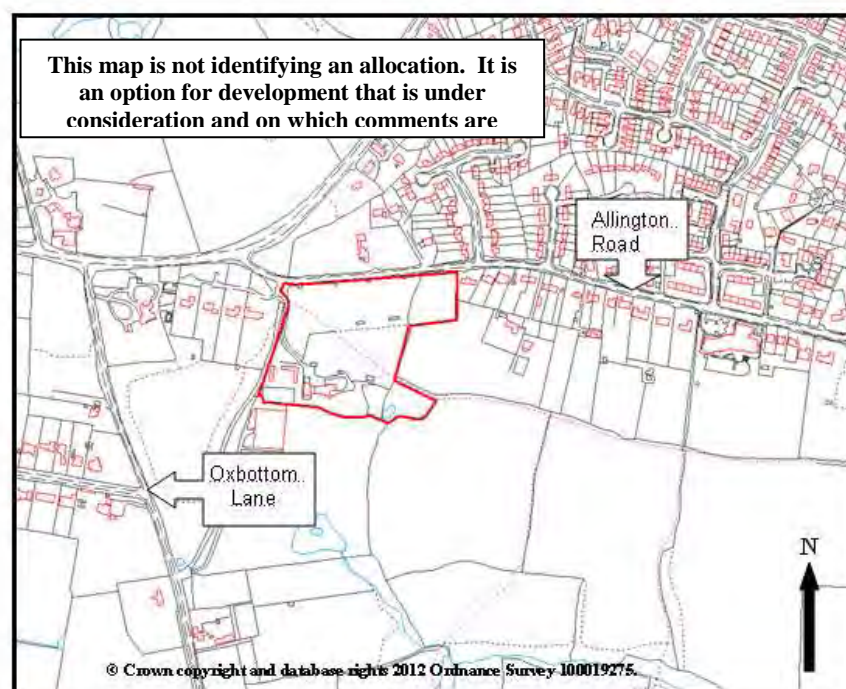 This map is not identifying an allocation.  It is
an option for development that is under
consideration and on which comments are
Allington..
Road
Oxbottom..
Lane
N
© Crown copyright and database rights 2012 Ordnance Survey 100019275.